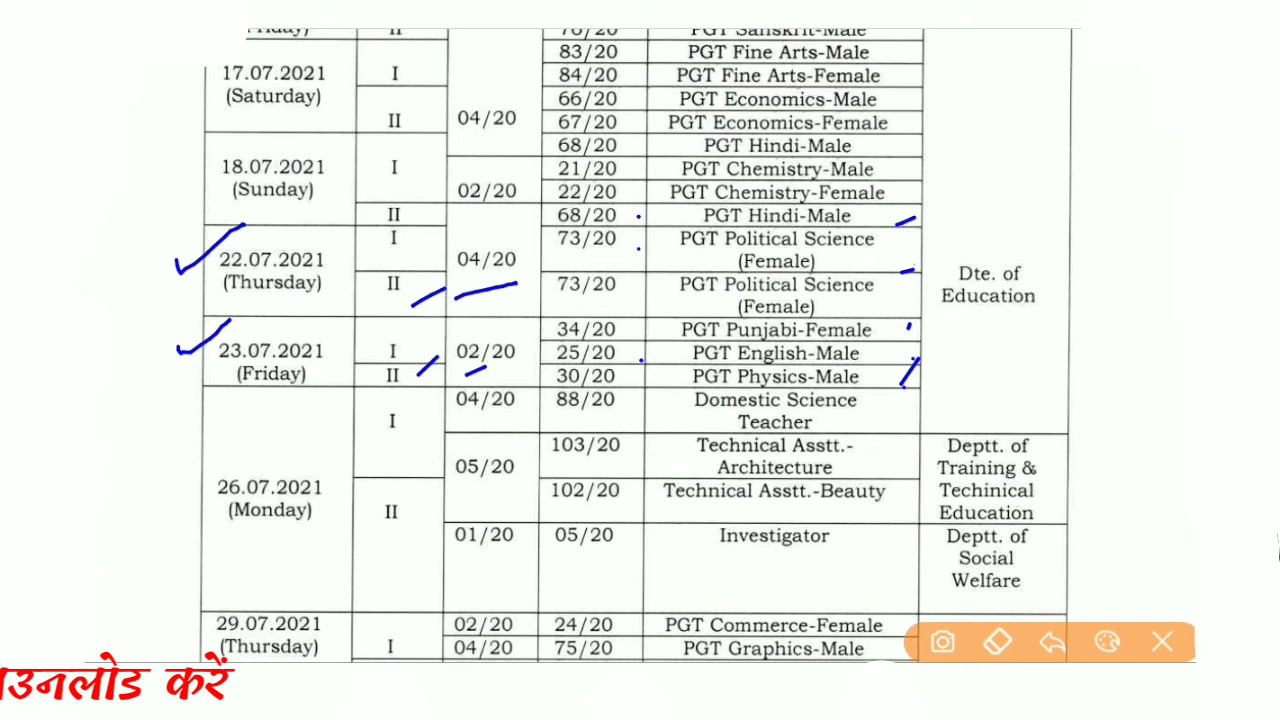 II 76/20 PGT Sanskrit-Male
83/20 PGT Fine Arts-Male
17.07.2021 I 84/20 PGT Fine Arts-Female
(Saturday) 66/20 PGT Economics-Male
II 04/20 67/20 PGT Economics-Female
68/20 PGT Hindi-Male
18.07.2021 I 21/20 PGT Chemistry-Male
(Sunday) 02/20 22/20 PGT Chemistry-Female
II 68/20 PGT Hindi-Male
I 73/20 PGT Political Science
22.07.2021 04/20 (Female) Dte. of
(Thursday) II 73/20 PGT Political Science Education
(Female)
34/20 PGT Punjabi-Female
23.07.2021 I 02/20 25/20 PGT English-Male
(Friday) II 30/20 PGT Physics-Male
04/20 88/20 Domestic Science
I Teacher
103/20 Technical Asstt.- Deptt. of
05/20 Architecture Training &
26.07.2021 102/20 Technical Asstt.-Beauty Techinical
(Monday) II Education
01/20 05/20 Investigator Deptt. of
Social
Welfare
29.07.2021 02/20 24/20 PGT Commerce-Female
(Thursday) I 04/20 75/20 PGT Graphics-Male
उनलोड करें